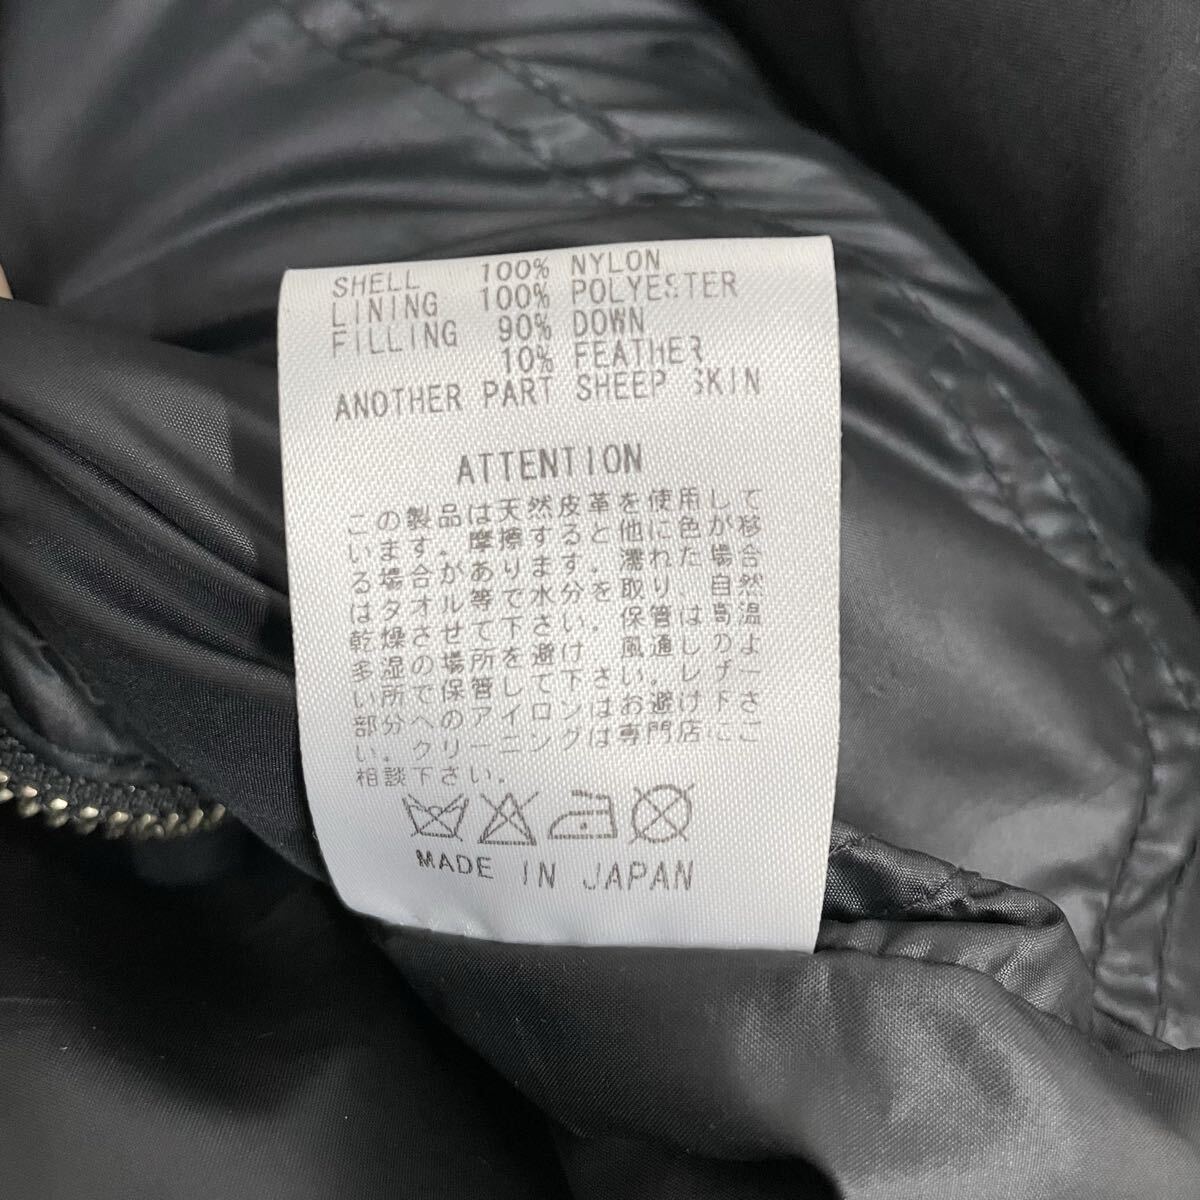 SHELL 100% NYLON
LINING 100% POLYESTER
FILLING 90% DOWN
10% FEATHER
ANOTHER PART SHEEP SKIN
ATTENTION
この製品は天然皮革を使用して
います。摩擦すると他に色が移
る場合があります。濡れた場合
はタオル等で水分を取り、自然
乾燥させて下さい。保管は高温
多湿の場所を避け 風通しのよ
い所で保管して下さい。レザー
部分へのアイロンはお避け下さ
い。クリーニングは専門店にご
相談下さい。
MADE IN JAPAN